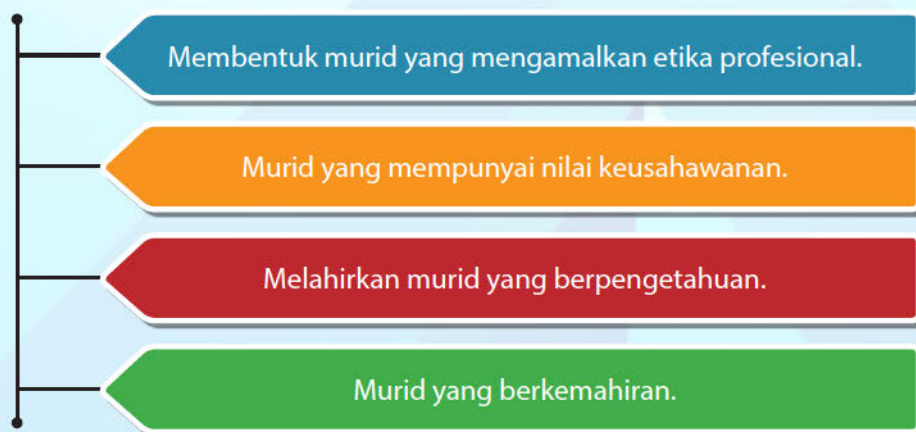 Membentuk murid yang mengamalkan etika profesional.
Murid yang mempunyai nilai keusahawanan.
Melahirkan murid yang berpengetahuan.
Murid yang berkemahiran.